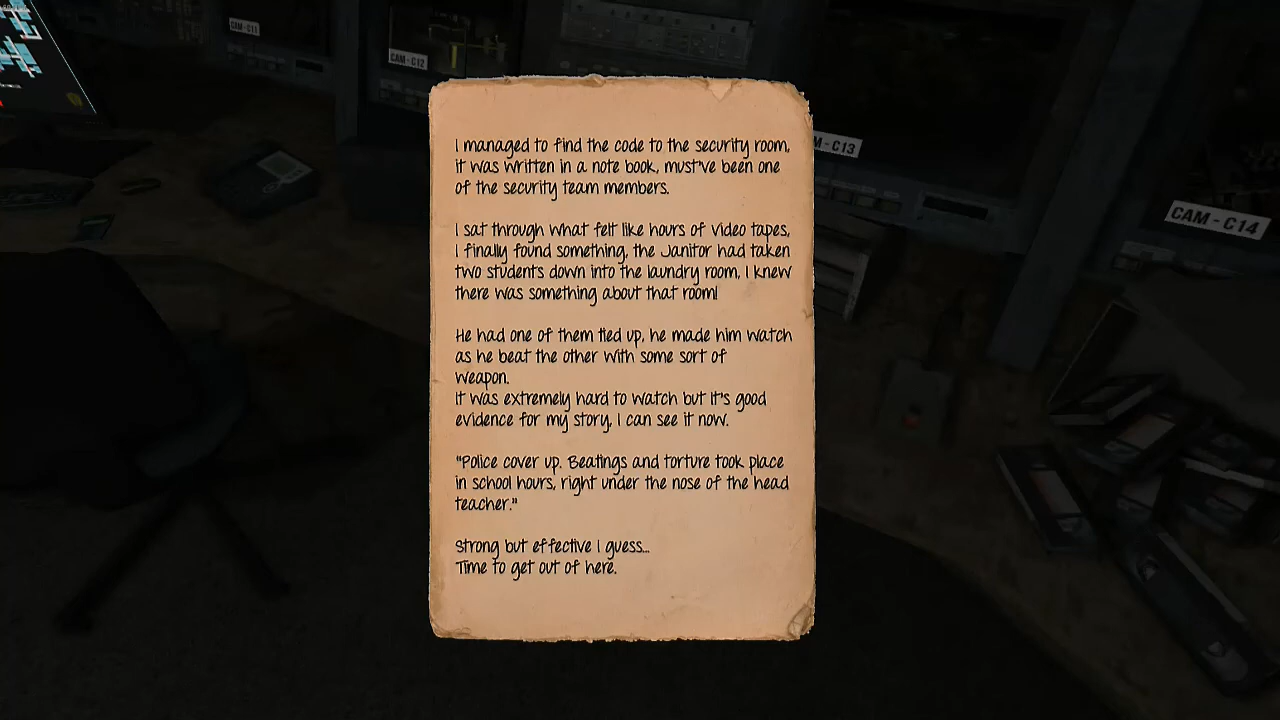 CAM-C11
CAM-C12
M-C13
CAM-C14
I managed to find the code to the security room,
it was written in a note book, must've been one
of the security team members.
I sat through what felt like hours of video tapes,
I finally found something, the Janitor had taken
two students down into the laundry room, I knew
there was something about that room!
He had one of them tied up, he made him watch
as he beat the other with some sort of
weapon.
It was extremely hard to watch but it's good
evidence for my story, I can see it now.
"Police cover up. Beatings and torture took place
in school hours, right under the nose of the head
teacher."
Strong but effective I guess...
Time to get out of here.